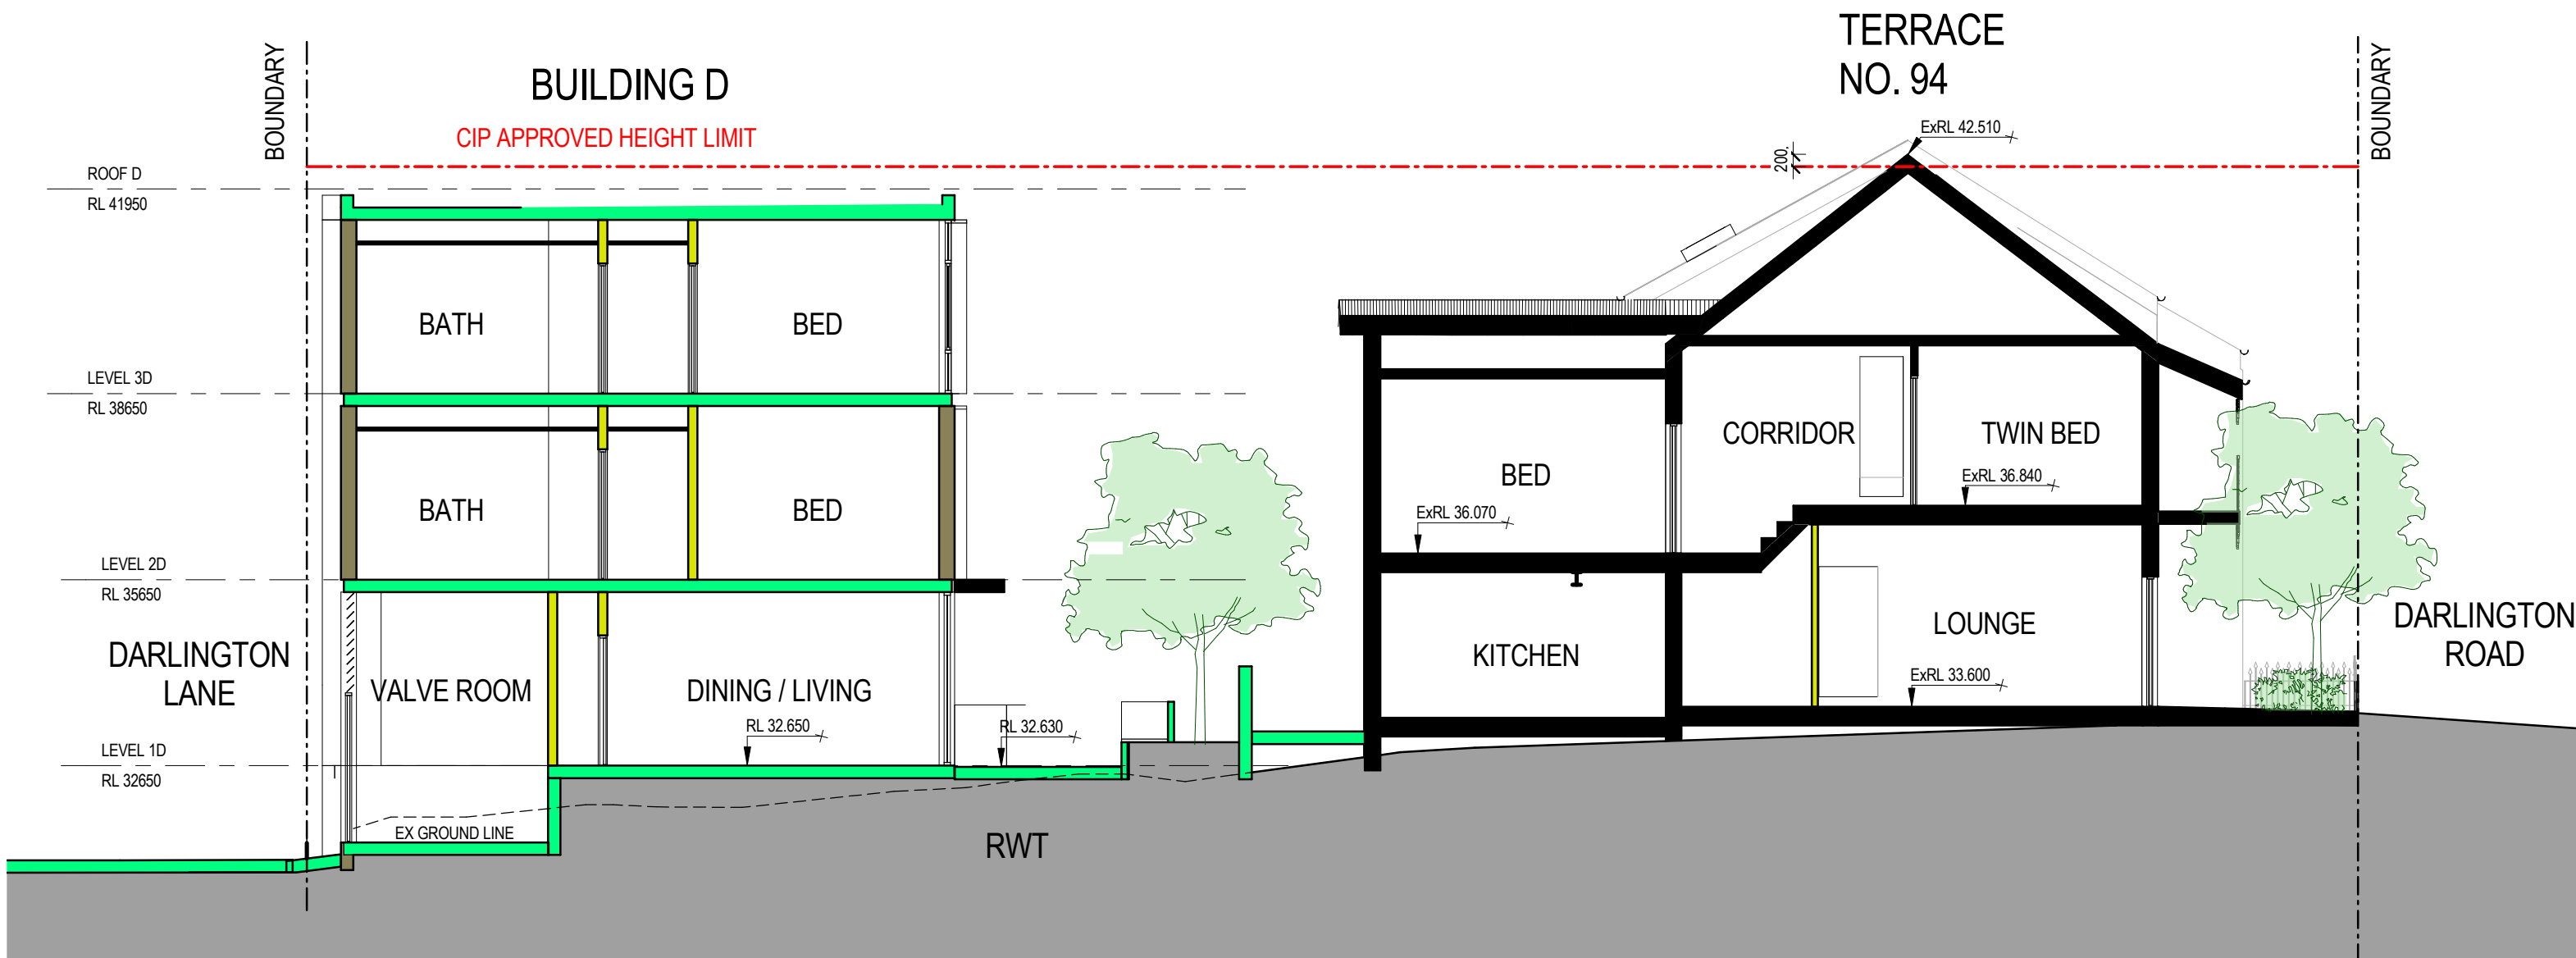 TERRACE
NO. 94
BOUNDARY
BUILDING D
BOUNDARY
CIP APPROVED HEIGHT LIMIT
ExRL 42.510
200.
ROOF D
RL 41950
BATH
BED
LEVEL 3D
RL 38650
CORRIDOR
TWIN BED
BED
ExRL 36.840
BATH
BED
ExRL 36.070
LEVEL 2D
RL 35650
DARLINGTON
LANE
VALVE ROOM
DINING / LIVING
KITCHEN
LOUNGE
DARLINGTON
ROAD
ExRL 33.600
RL 32.650
RL 32.630
LEVEL 1D
RL 32650
EX GROUND LINE
RWT